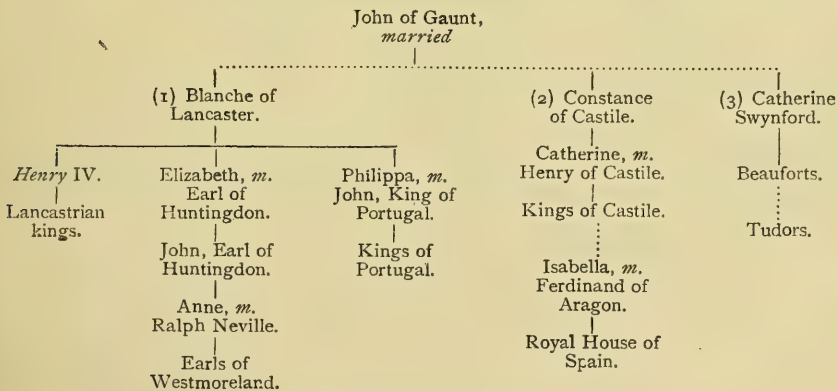 John of Gaunt,
married
(1) Blanche of
Lancaster.
(2) Constance
of Castile.
(3) Catherine
Swynford.
Henry IV.
Lancastrian
kings.
Elizabeth, m.
Earl of
Huntingdon.
John, Earl of
Huntingdon.
Anne, m.
Ralph Neville.
Earls of
Westmoreland.
Philippa, m.
John, King of
Portugal.
Kings of
Portugal.
Catherine, m.
Henry of Castile.
Kings of Castile.
Isabella, m.
Ferdinand of
Aragon.
Royal House of
Spain.
Beauforts.
Tudors.